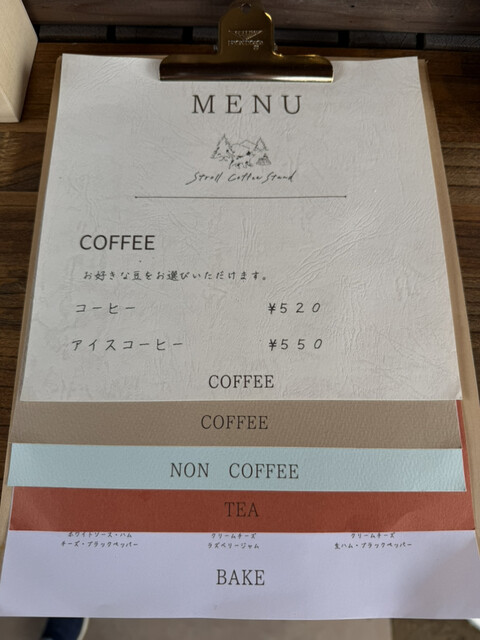 MENU
Stroll Coffee Stand
COFFEE
お好きな豆をお選びいただけます。
コーヒー ¥520
アイスコーヒー ¥550
COFFEE
COFFEE
NON COFFEE
TEA
ホワイトソース・ハム クリームチーズ クリームチーズ
チーズ・ブラックペッパー ラズベリージャム 生ハム・ブラックペッパー
BAKE